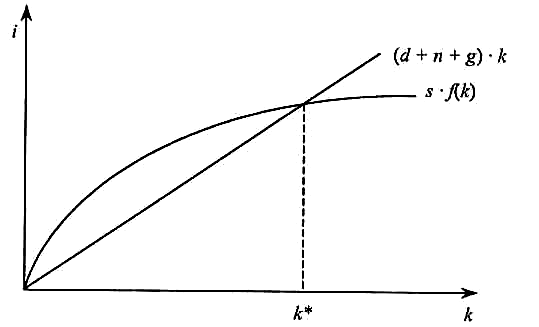 i
(d + n + g) · k
s · f(k)
k*
k